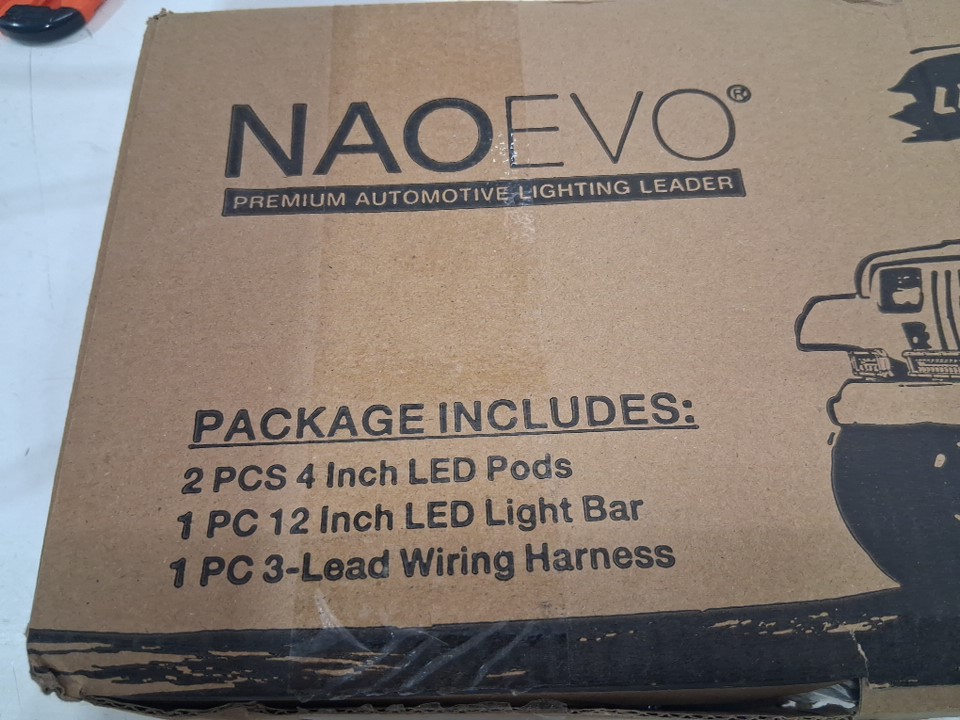 NAOEVO®
PREMIUM AUTOMOTIVE LIGHTING LEADER
PACKAGE INCLUDES:
2 PCS 4 Inch LED Pods
1 PC 12 Inch LED Light Bar
1 PC 3-Lead Wiring Harness